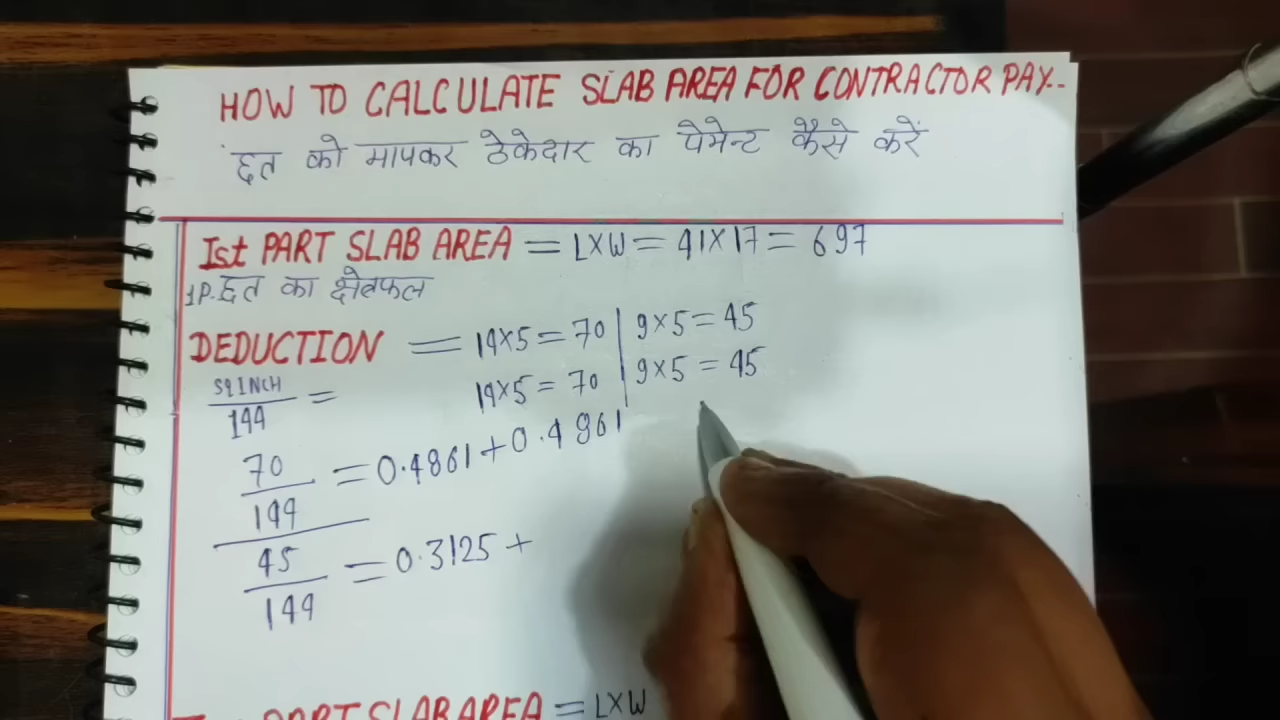 HOW TO CALCULATE SLAB AREA FOR CONTRACTOR PAY..
छत को मापकर ठेकेदार का पेमेन्ट कैसे करें
Ist PART SLAB AREA = L×W = 41×17 = 697
1P. छत का क्षेत्रफल
DEDUCTION = 14×5 = 70 | 9×5 = 45
SQ INCH/144 = 14×5 = 70 | 9×5 = 45
70/144 = 0.4861 + 0.4861
45/144 = 0.3125 +
PART SLAB AREA = L×W